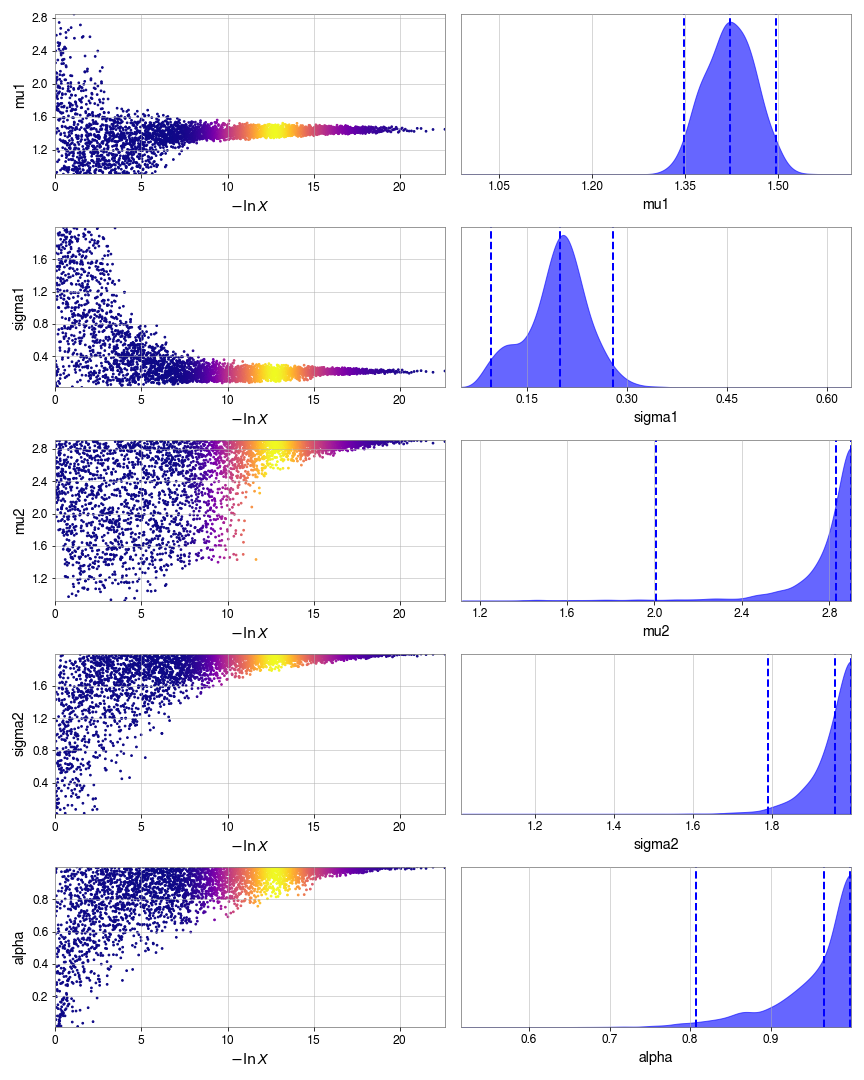 2.8
2.4
2.0
1.6
1.2
mu1
0 5 10 15 20
−ln X
1.05 1.20 1.35 1.50
mu1
1.6
1.2
0.8
0.4
sigma1
0 5 10 15 20
−ln X
0.15 0.30 0.45 0.60
sigma1
2.8
2.4
2.0
1.6
1.2
mu2
0 5 10 15 20
−ln X
1.2 1.6 2.0 2.4 2.8
mu2
1.6
1.2
0.8
0.4
sigma2
0 5 10 15 20
−ln X
1.2 1.4 1.6 1.8
sigma2
0.8
0.6
0.4
0.2
alpha
0 5 10 15 20
−ln X
0.6 0.7 0.8 0.9
alpha